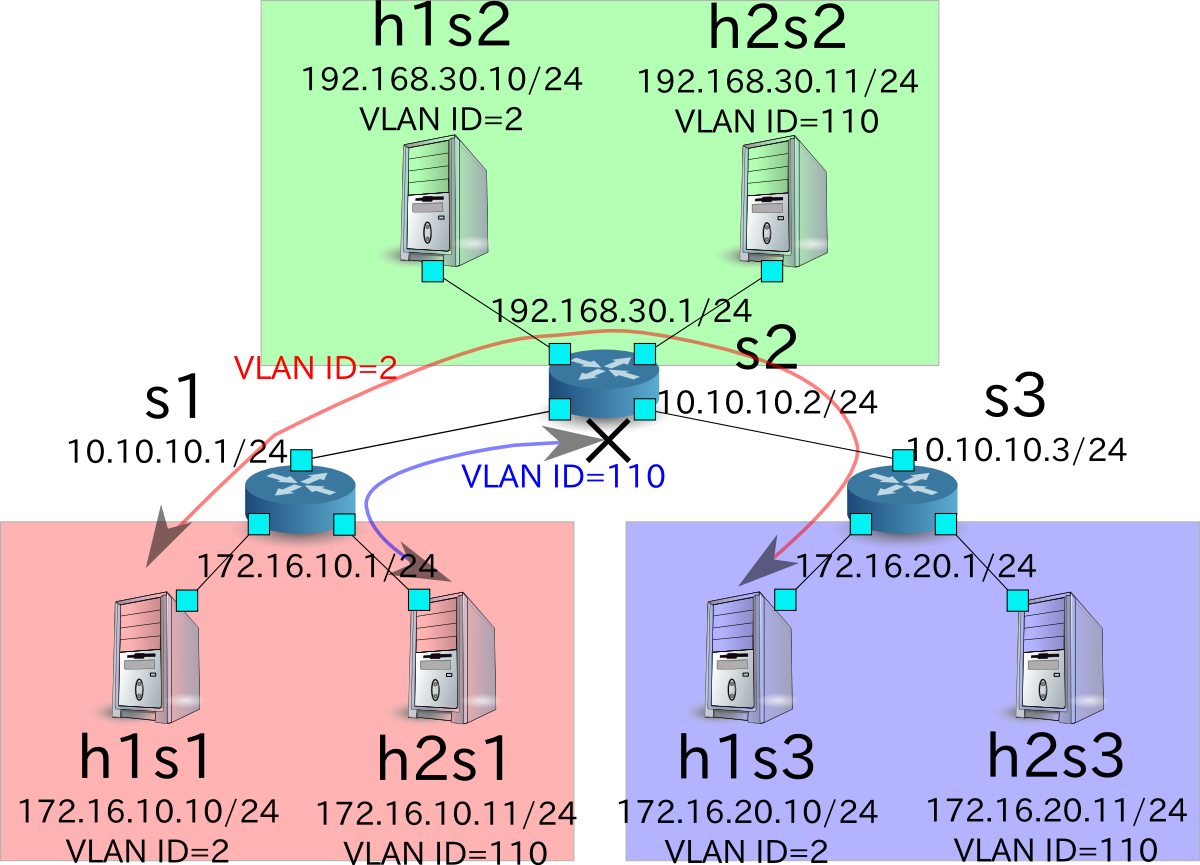 h1s2
h2s2
192.168.30.10/24
192.168.30.11/24
VLAN ID=2
VLAN ID=110
192.168.30.1/24
s2
VLAN ID=2
10.10.10.2/24
s1
s3
10.10.10.1/24
10.10.10.3/24
VLAN ID=110
172.16.10.1/24
172.16.20.1/24
h1s1
h2s1
h1s3
h2s3
172.16.10.10/24
172.16.10.11/24
172.16.20.10/24
172.16.20.11/24
VLAN ID=2
VLAN ID=110
VLAN ID=2
VLAN ID=110